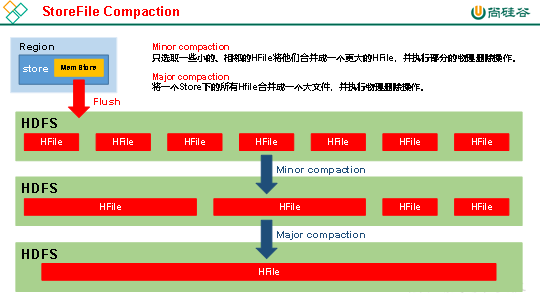 StoreFile Compaction
尚硅谷
Region
store
Mem Store
Flush
Minor compaction
只选取一些小的、相邻的HFile将他们合并成一个更大的HFile，并执行部分的物理删除操作。
Major compaction
将一个Store下的所有Hfile合并成一个大文件，并执行物理删除操作。
HDFS
HFile HFile HFile HFile HFile HFile HFile
Minor compaction
HDFS
HFile HFile HFile HFile
Major compaction
HDFS
HFile